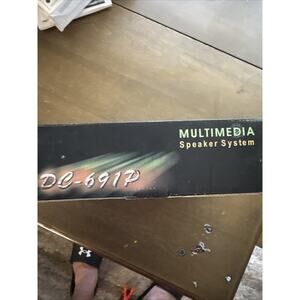 MULTIMEDIA
Speaker System
DC-691P